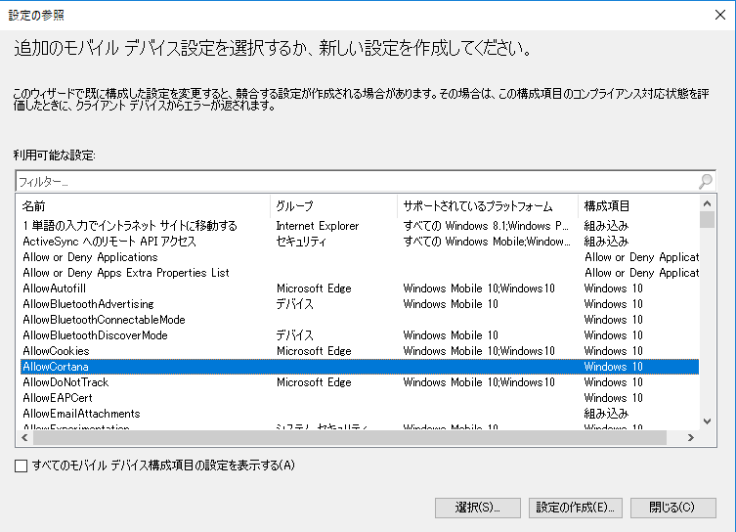 設定の参照
追加のモバイル デバイス設定を選択するか、新しい設定を作成してください。
このウィザードで既に構成した設定を変更すると、競合する設定が作成される場合があります。その場合は、この構成項目のコンプライアンス対応状態を評
価したときに、クライアント デバイスからエラーが返されます。
利用可能な設定:
フィルター...
名前 グループ サポートされているプラットフォーム 構成項目
1 単語の入力でイントラネット サイトに移動する Internet Explorer すべての Windows 8.1;Windows P... 組み込み
ActiveSync へのリモート API アクセス セキュリティ すべての Windows Mobile;Window... 組み込み
Allow or Deny Applications Allow or Deny Applicat
Allow or Deny Apps Extra Properties List Allow or Deny Applicat
AllowAutofill Microsoft Edge Windows Mobile 10;Windows10 Windows 10
AllowBluetoothAdvertising デバイス Windows Mobile 10 Windows 10
AllowBluetoothConnectableMode Windows 10
AllowBluetoothDiscoverMode デバイス Windows Mobile 10 Windows 10
AllowCookies Microsoft Edge Windows Mobile 10;Windows10 Windows 10
AllowCortana Windows 10
AllowDoNotTrack Microsoft Edge Windows Mobile 10;Windows10 Windows 10
AllowEAPCert Windows 10
AllowEmailAttachments 組み込み
AllowExperimentation システム セキュリティ Windows Mobile 10 Windows 10
すべてのモバイル デバイス構成項目の設定を表示する(A)
選択(S)... 設定の作成(E)... 閉じる(C)